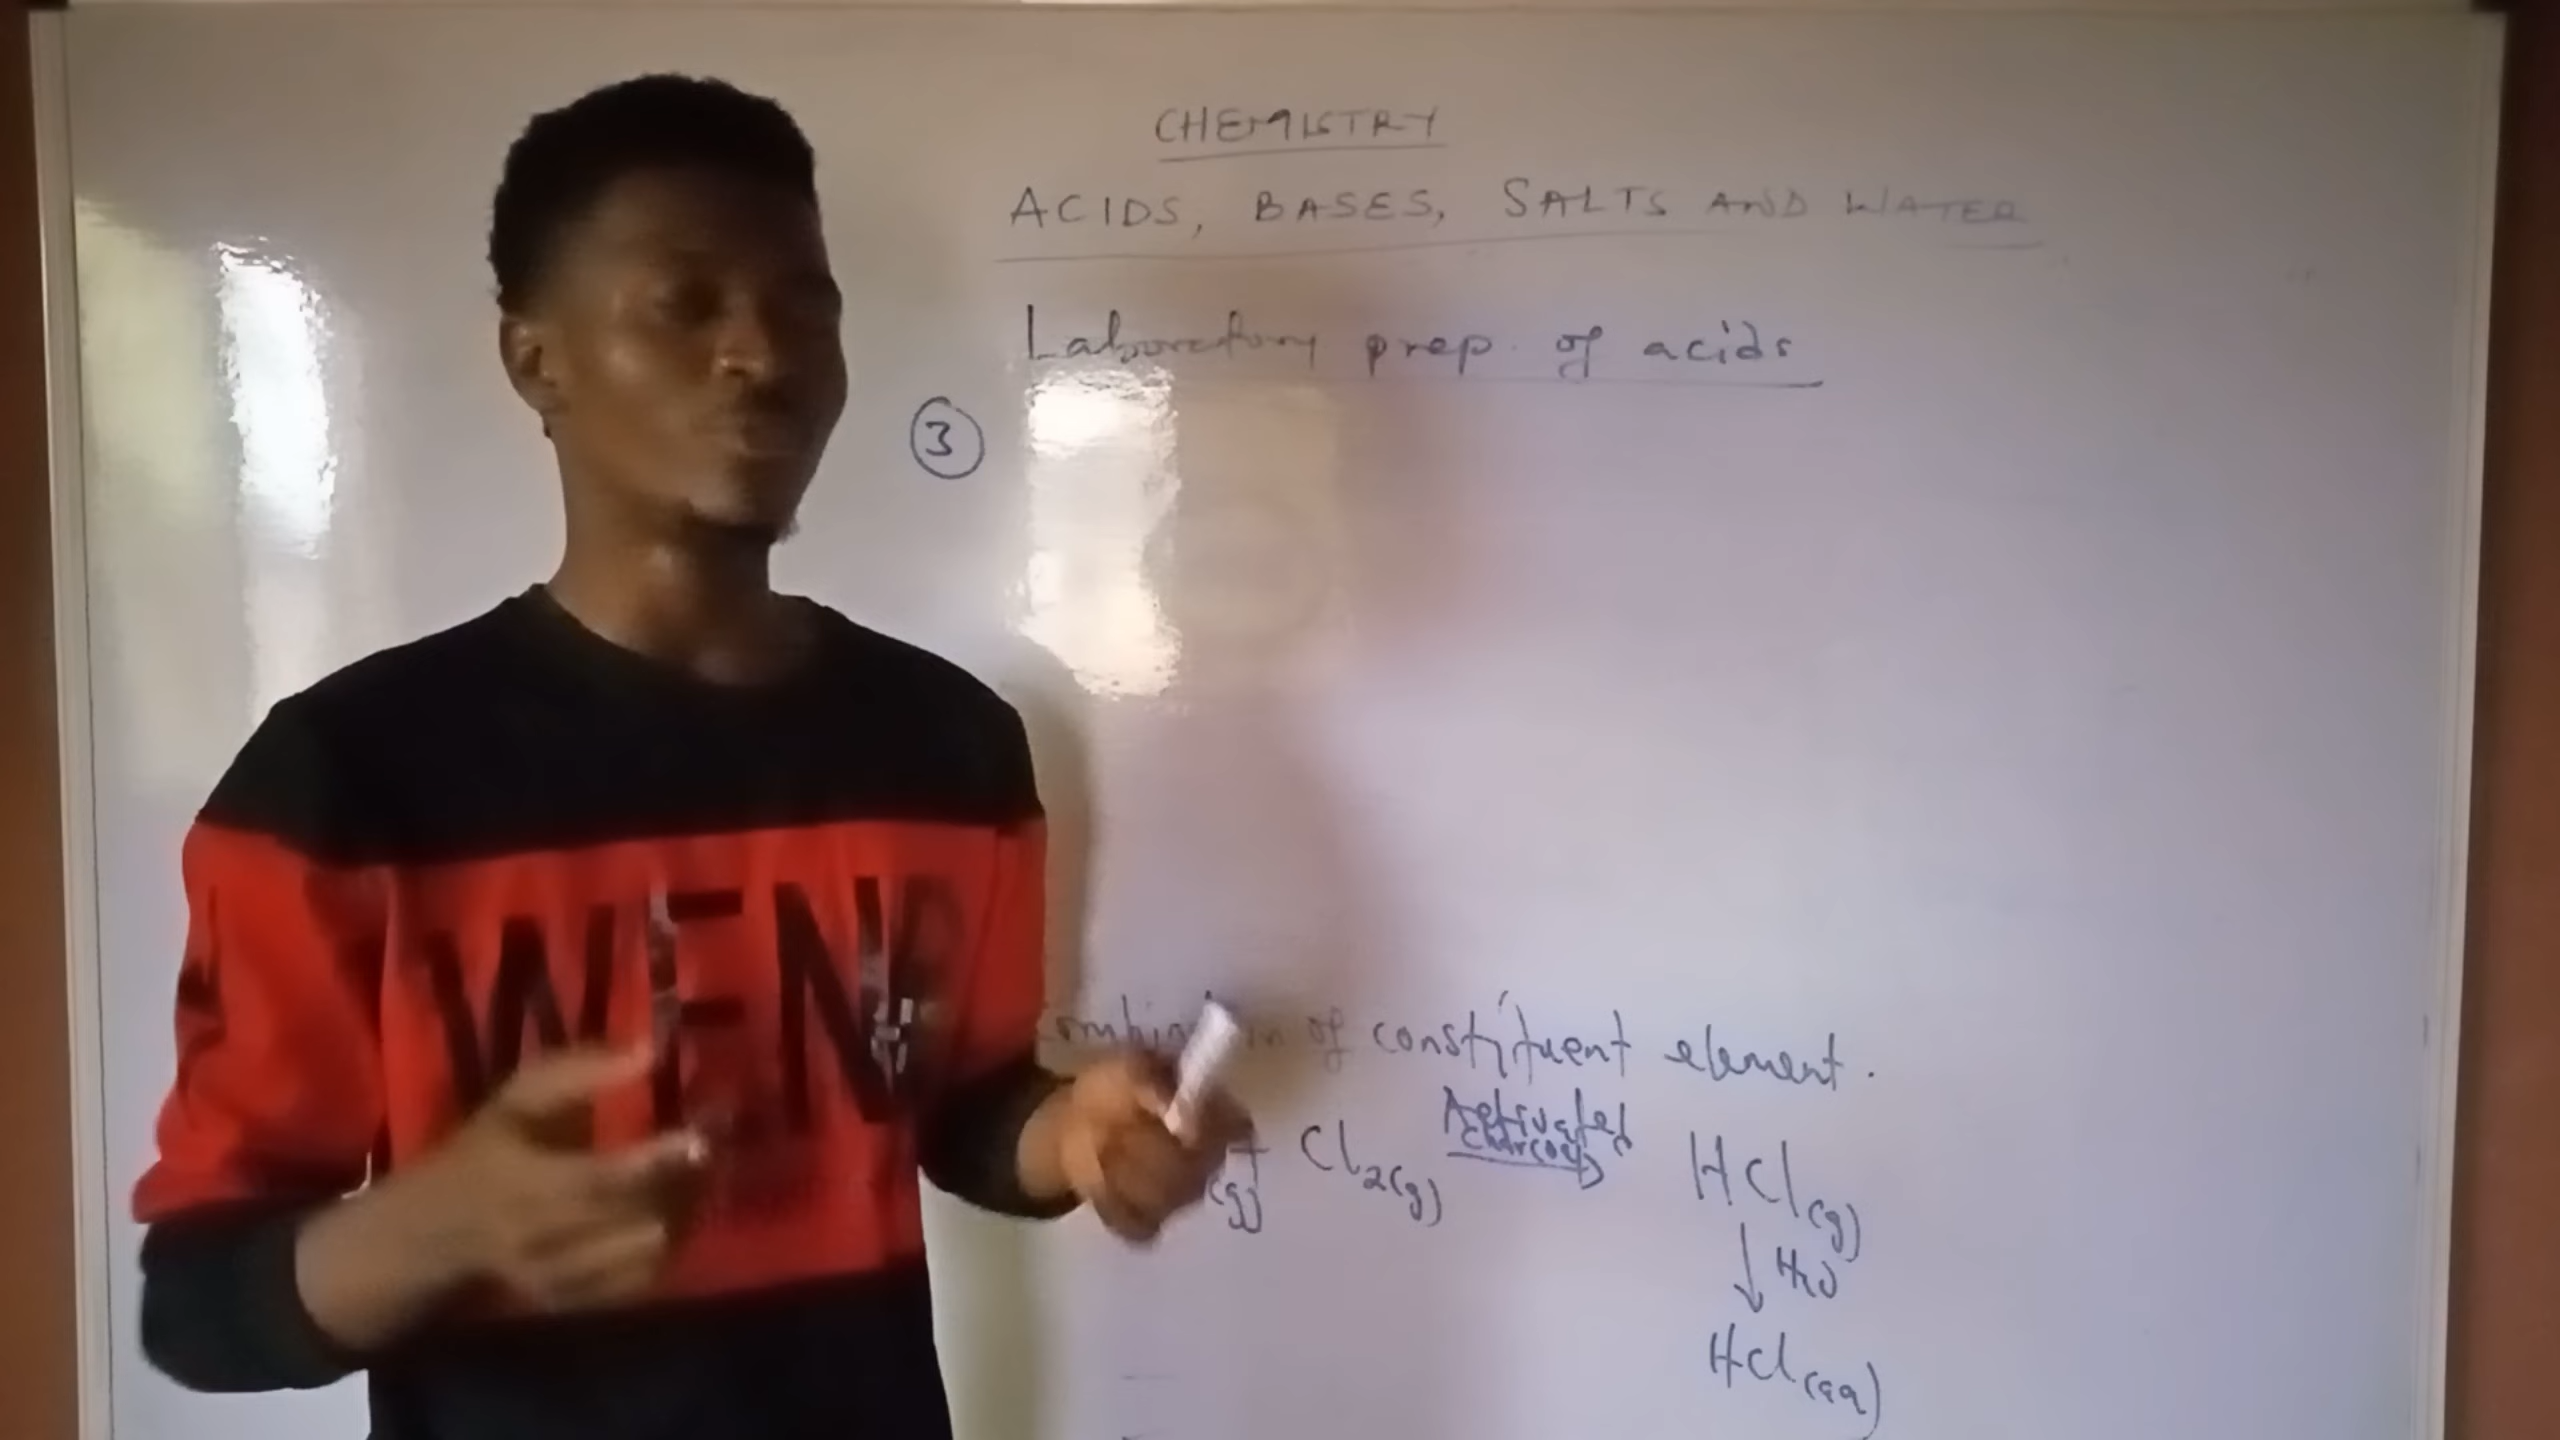 CHEMISTRY
ACIDS, BASES, SALTS AND WATER
Laboratory prep. of acids
3
of constituent element.
(g) + Cl2(g) Activated charcoal → HCl(g)
↓ H2O
HCl(aq)
WEN